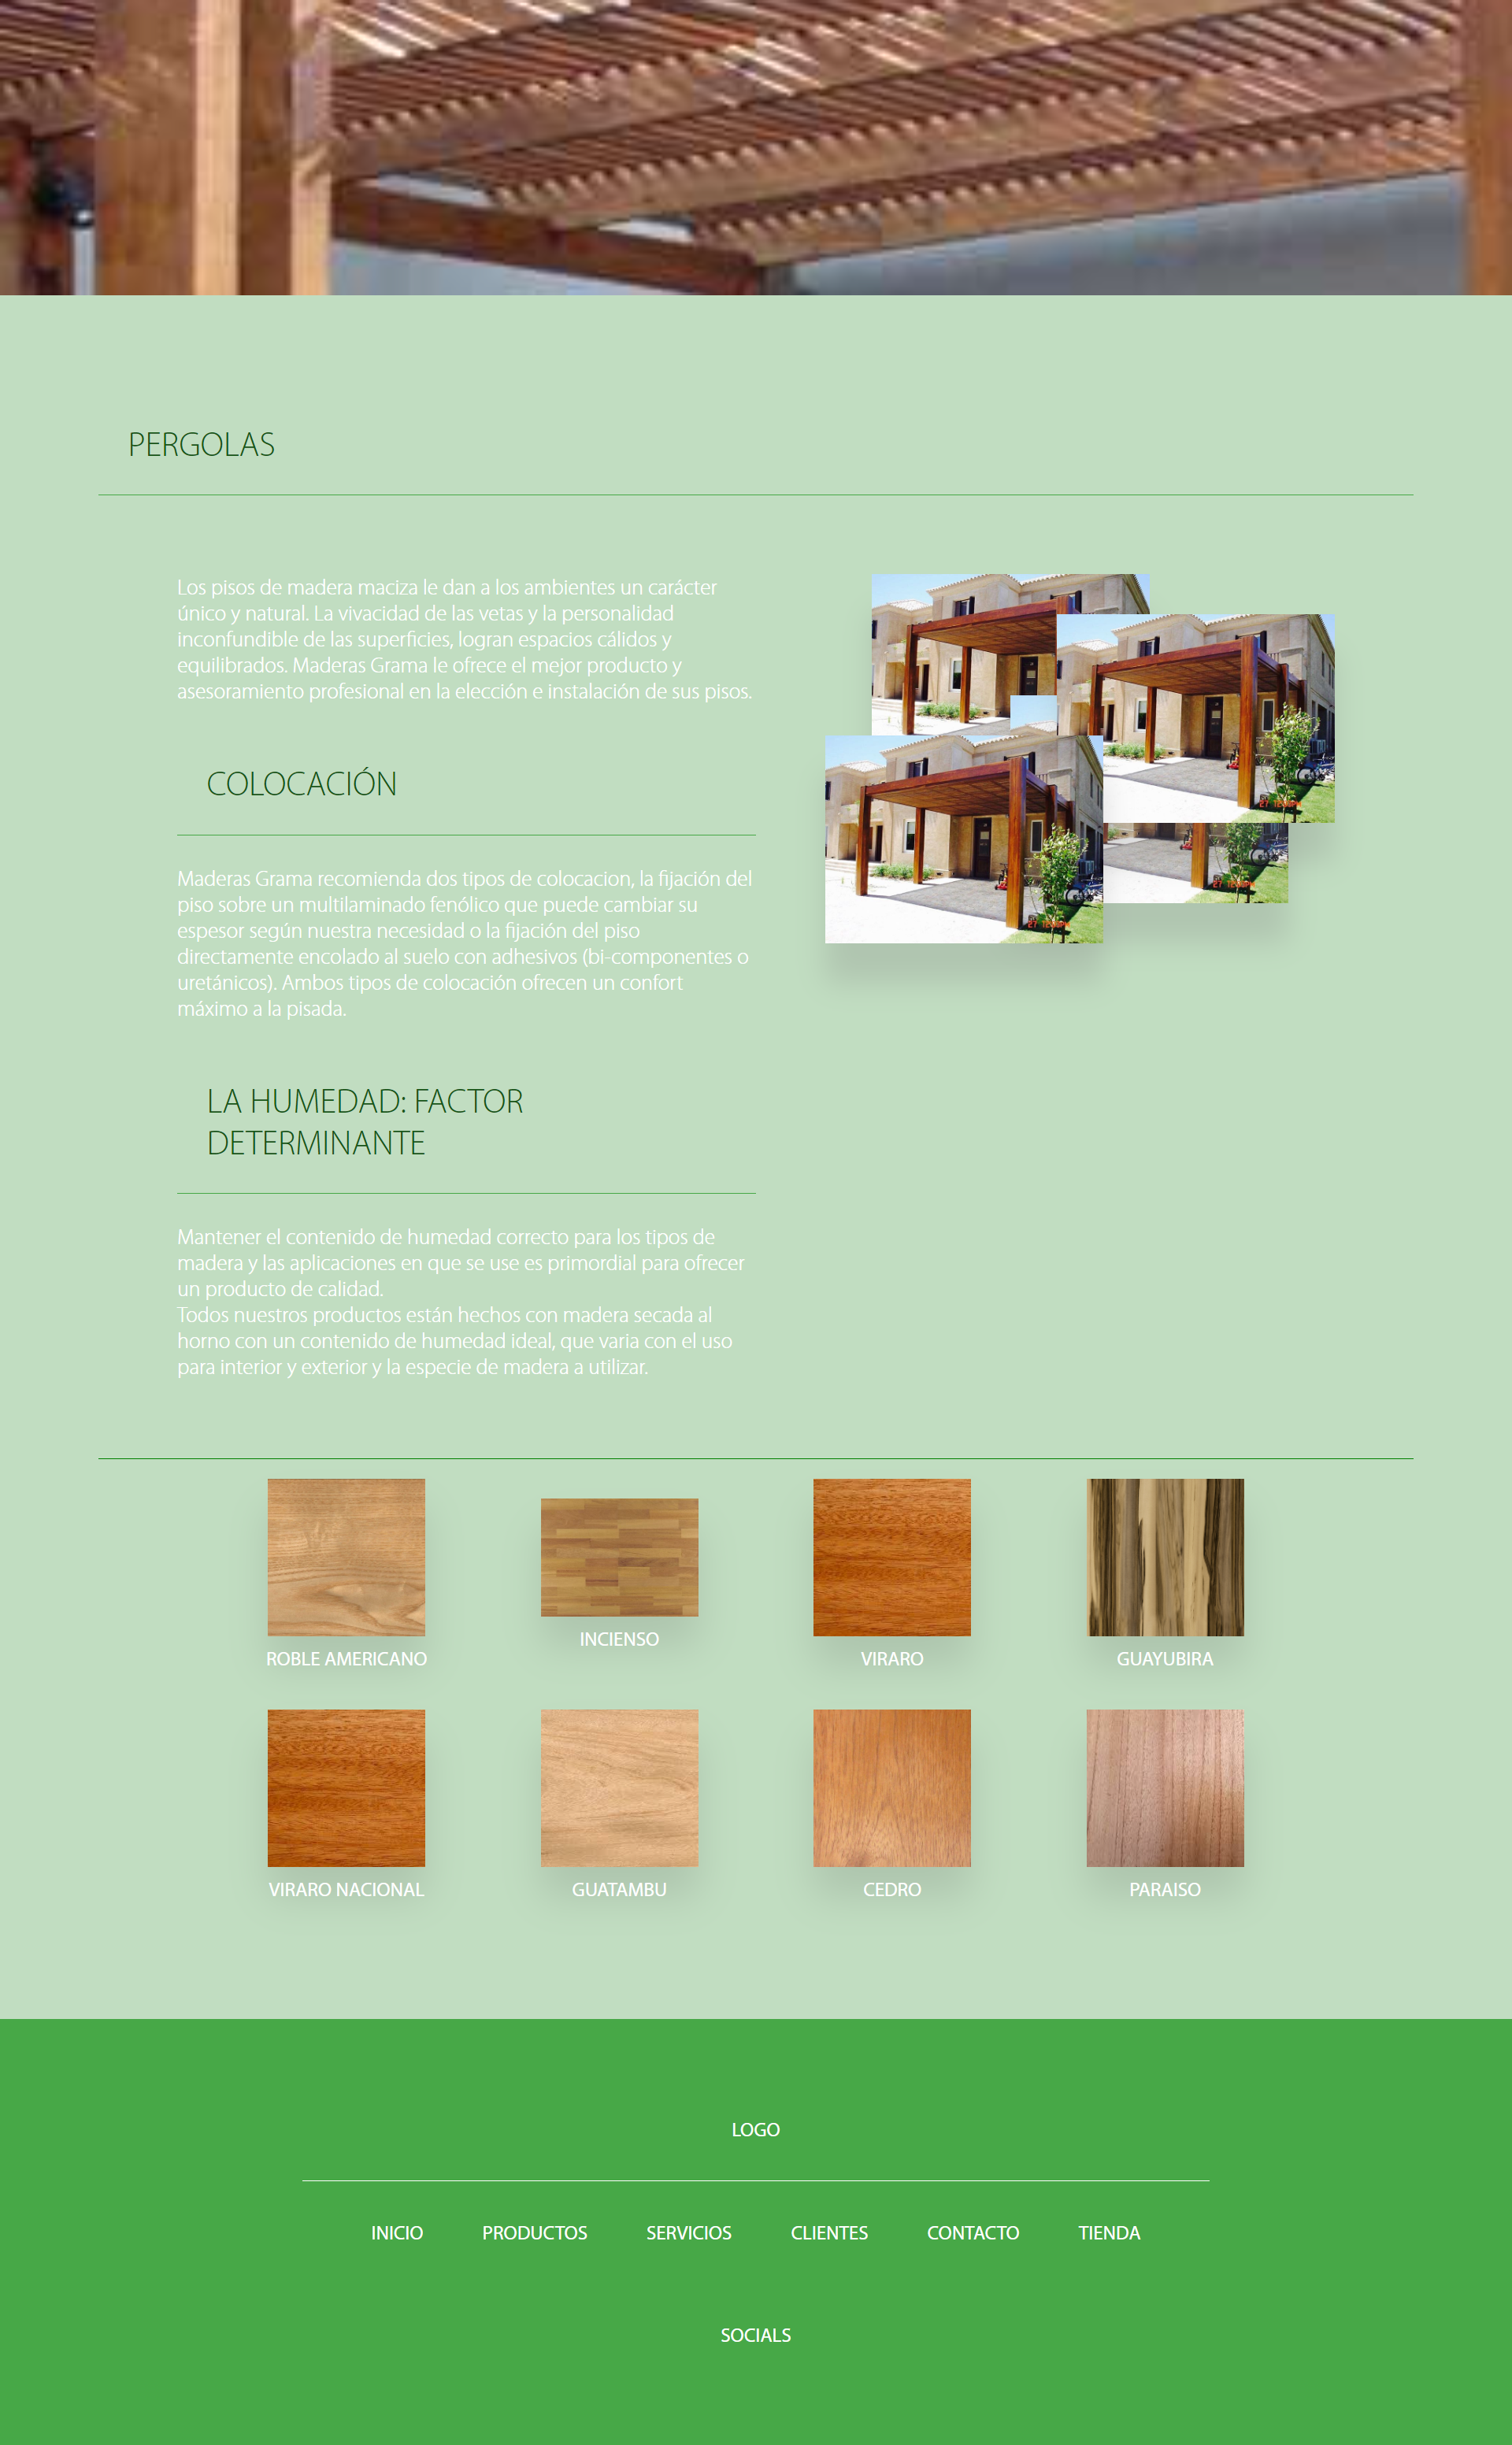 PERGOLAS
Los pisos de madera maciza le dan a los ambientes un carácter
único y natural. La vivacidad de las vetas y la personalidad
inconfundible de las superficies, logran espacios cálidos y
equilibrados. Maderas Grama le ofrece el mejor producto y
asesoramiento profesional en la elección e instalación de sus pisos.
COLOCACIÓN
Maderas Grama recomienda dos tipos de colocacion, la fijación del
piso sobre un multilaminado fenólico que puede cambiar su
espesor según nuestra necesidad o la fijación del piso
directamente encolado al suelo con adhesivos (bi-componentes o
uretánicos). Ambos tipos de colocación ofrecen un confort
máximo a la pisada.
LA HUMEDAD: FACTOR
DETERMINANTE
Mantener el contenido de humedad correcto para los tipos de
madera y las aplicaciones en que se use es primordial para ofrecer
un producto de calidad.
Todos nuestros productos están hechos con madera secada al
horno con un contenido de humedad ideal, que varia con el uso
para interior y exterior y la especie de madera a utilizar.
ROBLE AMERICANO
INCIENSO
VIRARO
GUAYUBIRA
VIRARO NACIONAL
GUATAMBU
CEDRO
PARAISO
LOGO
INICIO PRODUCTOS SERVICIOS CLIENTES CONTACTO TIENDA
SOCIALS